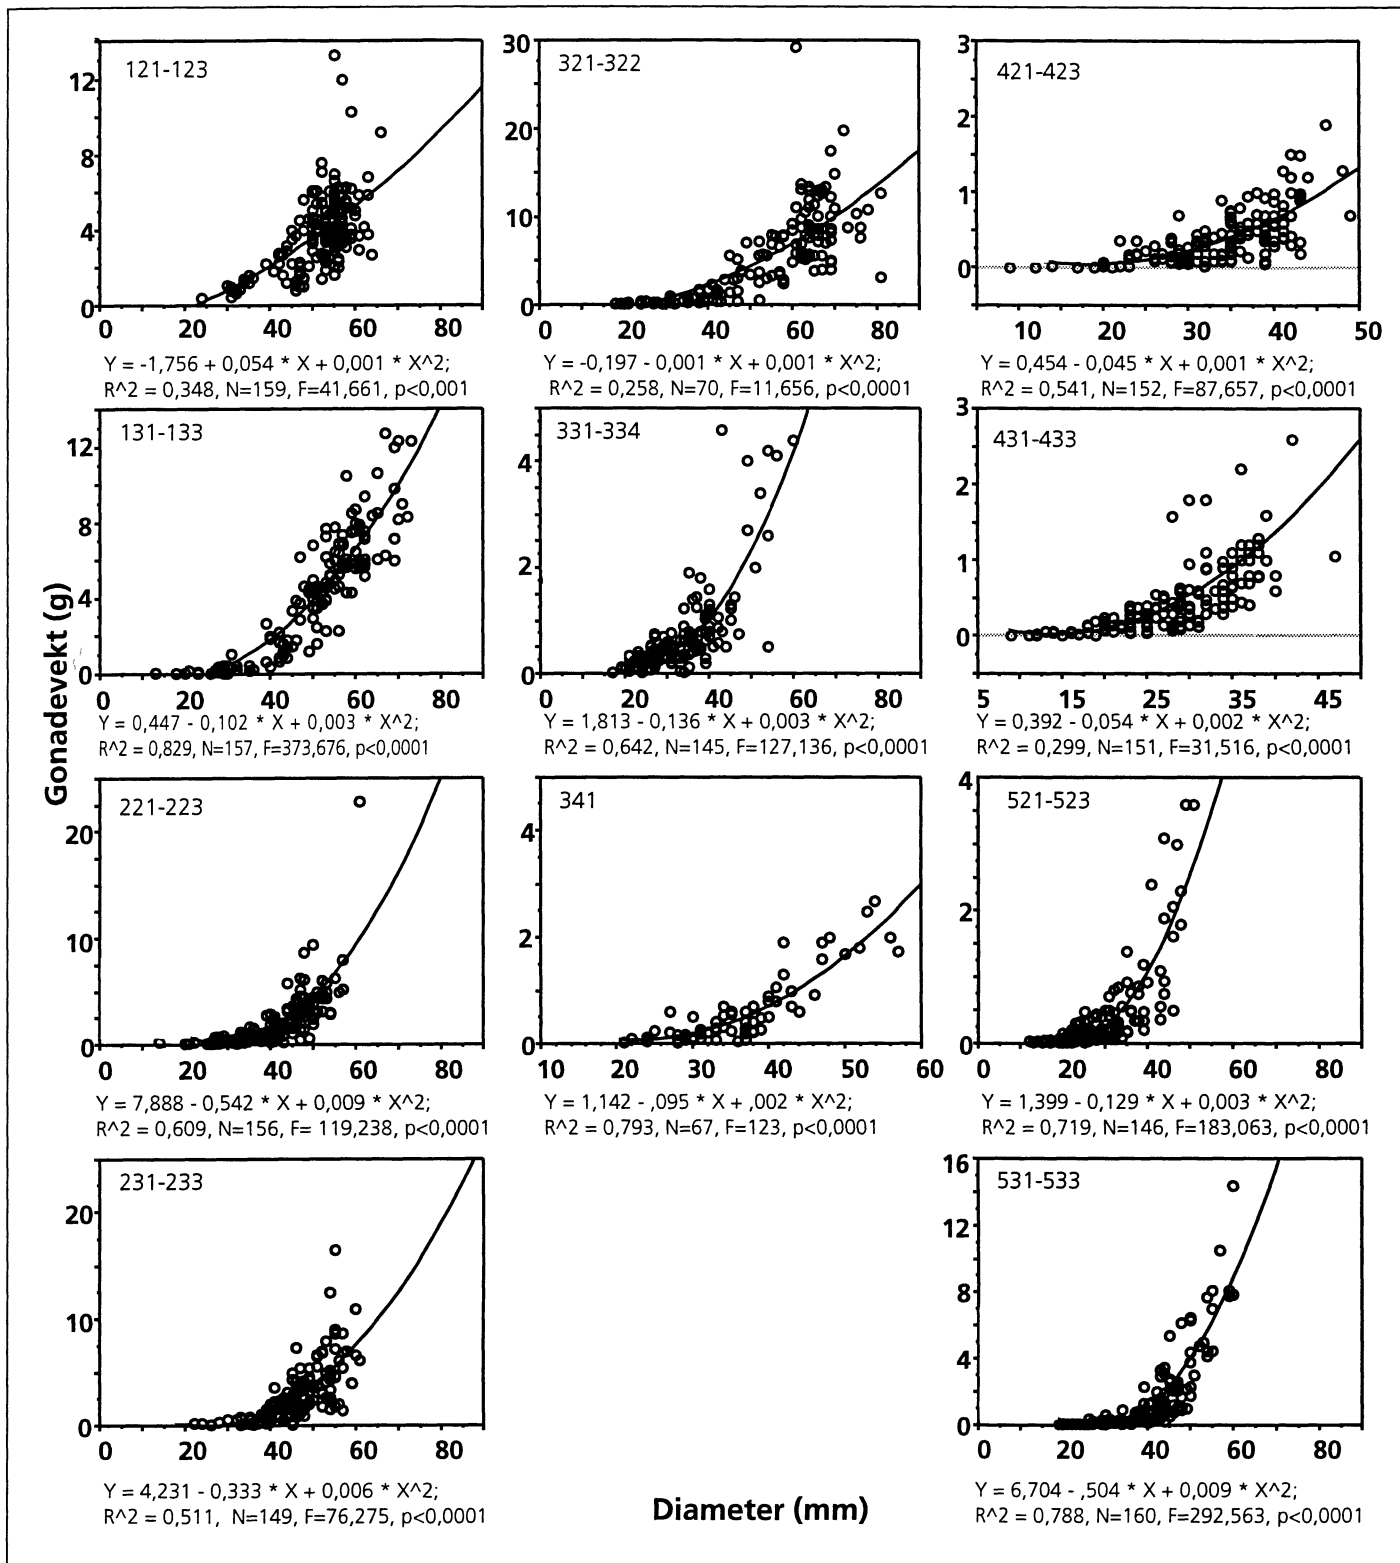 Gonadevekt (g)
121-123
12
8
4
0
0 20 40 60 80
Y = -1,756 + 0,054 * X + 0,001 * X^2;
R^2 = 0,348, N=159, F=41,661, p<0,001
321-322
30
20
10
0
0 20 40 60 80
Y = -0,197 - 0,001 * X + 0,001 * X^2;
R^2 = 0,258, N=70, F=11,656, p<0,0001
421-423
3
2
1
0
10 20 30 40 50
Y = 0,454 - 0,045 * X + 0,001 * X^2;
R^2 = 0,541, N=152, F=87,657, p<0,0001
131-133
12
8
4
0
0 20 40 60 80
Y = 0,447 - 0,102 * X + 0,003 * X^2;
R^2 = 0,829, N=157, F=373,676, p<0,0001
331-334
4
2
0
0 20 40 60 80
Y = 1,813 - 0,136 * X + 0,003 * X^2;
R^2 = 0,642, N=145, F=127,136, p<0,0001
431-433
3
2
1
0
5 15 25 35 45
Y = 0,392 - 0,054 * X + 0,002 * X^2;
R^2 = 0,299, N=151, F=31,516, p<0,0001
221-223
20
10
0
0 20 40 60 80
Y = 7,888 - 0,542 * X + 0,009 * X^2;
R^2 = 0,609, N=156, F= 119,238, p<0,0001
341
4
2
0
10 20 30 40 50 60
Y = 1,142 - ,095 * X + ,002 * X^2;
R^2 = 0,793, N=67, F=123, p<0,0001
521-523
4
2
0
0 20 40 60 80
Y = 1,399 - 0,129 * X + 0,003 * X^2;
R^2 = 0,719, N=146, F=183,063, p<0,0001
231-233
20
10
0
0 20 40 60 80
Y = 4,231 - 0,333 * X + 0,006 * X^2;
R^2 = 0,511, N=149, F=76,275, p<0,0001
531-533
16
12
8
4
0
0 20 40 60 80
Y = 6,704 - ,504 * X + 0,009 * X^2;
R^2 = 0,788, N=160, F=292,563, p<0,0001
Diameter (mm)